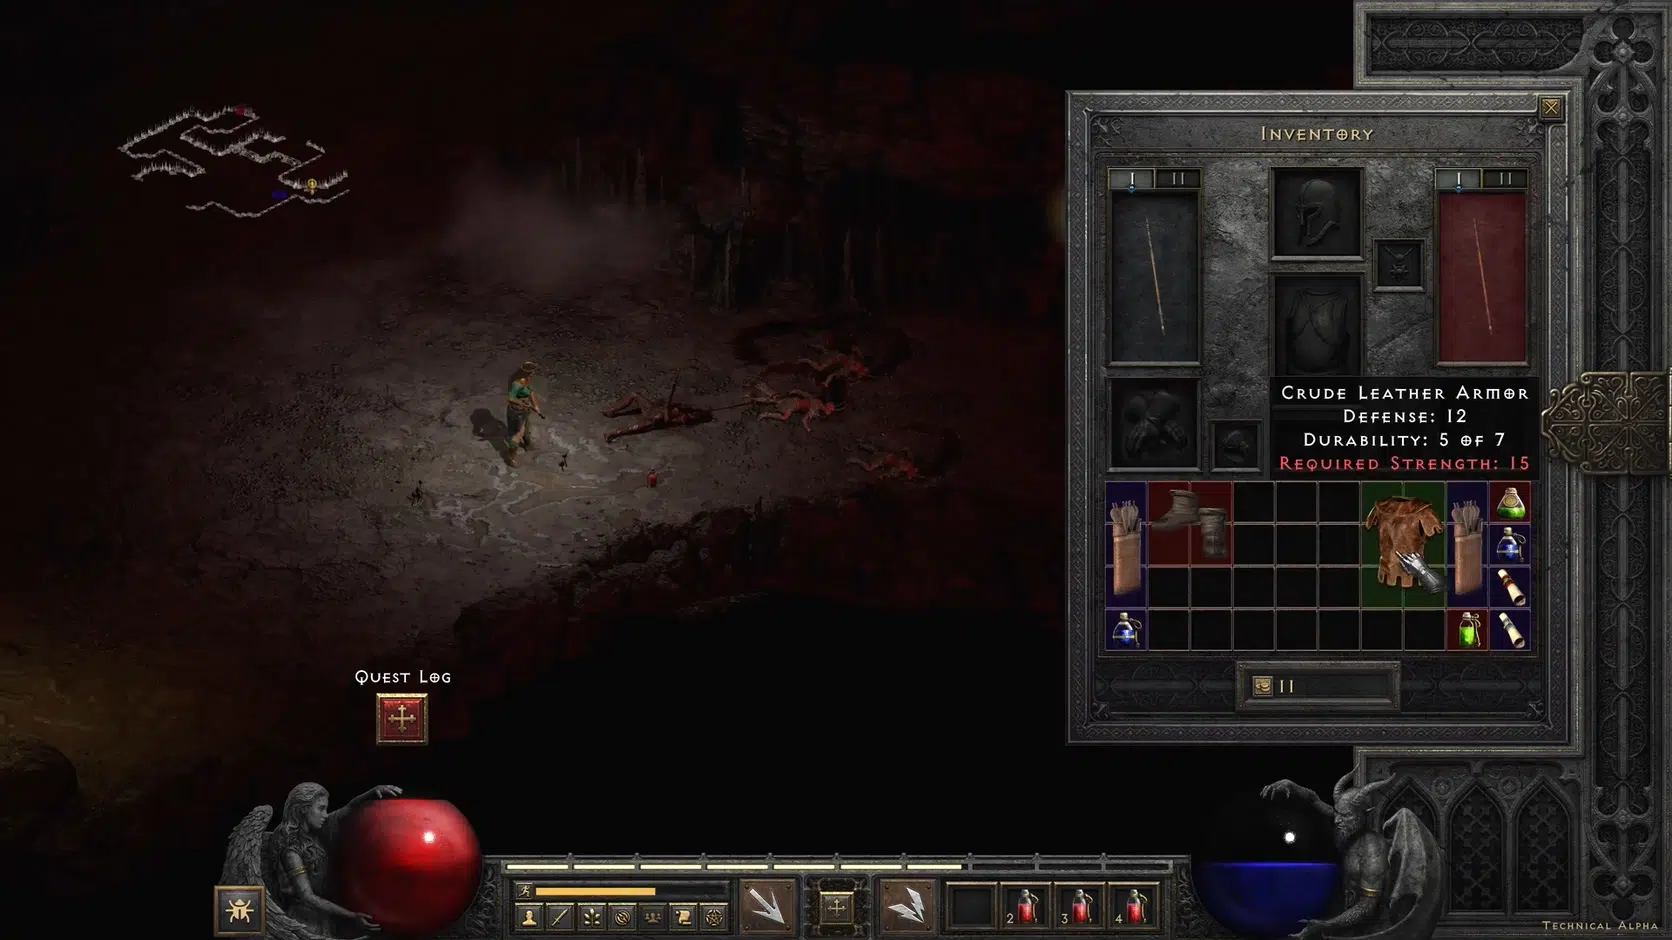 Inventory
I II
I II
Crude Leather Armor
Defense: 12
Durability: 5 of 7
Required Strength: 15
11
Quest Log
2 3 4
Technical Alpha